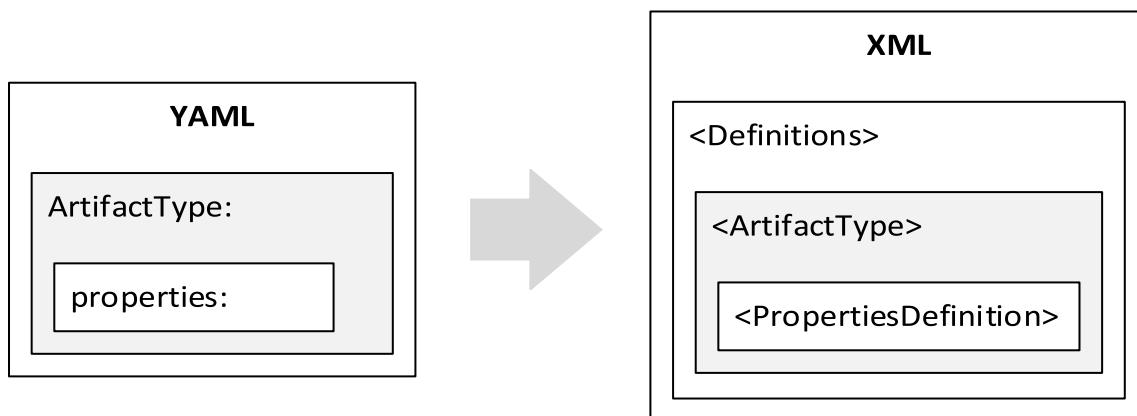 YAML
ArtifactType:
properties:
XML
<Definitions>
<ArtifactType>
<PropertiesDefinition>